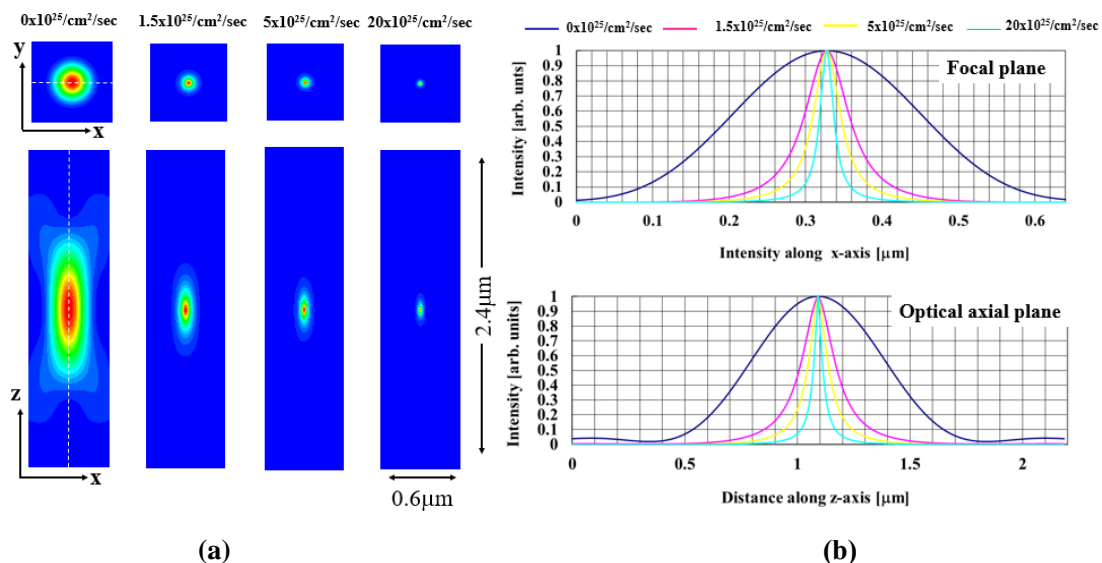 0x10²⁵/cm²/sec 1.5x10²⁵/cm²/sec 5x10²⁵/cm²/sec 20x10²⁵/cm²/sec
y
x
z
x
2.4μm
0.6μm
(a)
0x10²⁵/cm²/sec 1.5x10²⁵/cm²/sec 5x10²⁵/cm²/sec 20x10²⁵/cm²/sec
Focal plane
Intensity [arb. units]
1
0.9
0.8
0.7
0.6
0.5
0.4
0.3
0.2
0.1
0
0 0.1 0.2 0.3 0.4 0.5 0.6
Intensity along x-axis [μm]
Optical axial plane
Intensity [arb. units]
1
0.9
0.8
0.7
0.6
0.5
0.4
0.3
0.2
0.1
0
0 0.5 1 1.5 2
Distance along z-axis [μm]
(b)